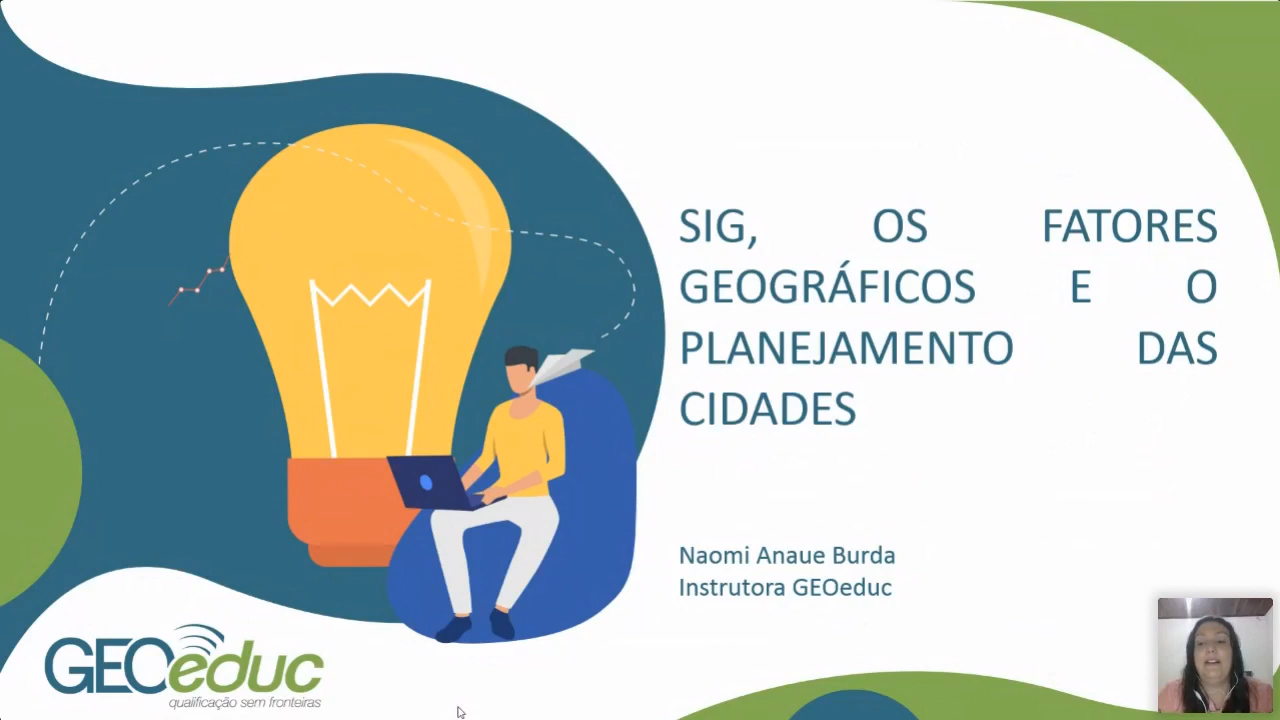 SIG, OS FATORES
GEOGRÁFICOS E O
PLANEJAMENTO DAS
CIDADES
Naomi Anaue Burda
Instrutora GEOeduc
GEOeduc
qualificação sem fronteiras